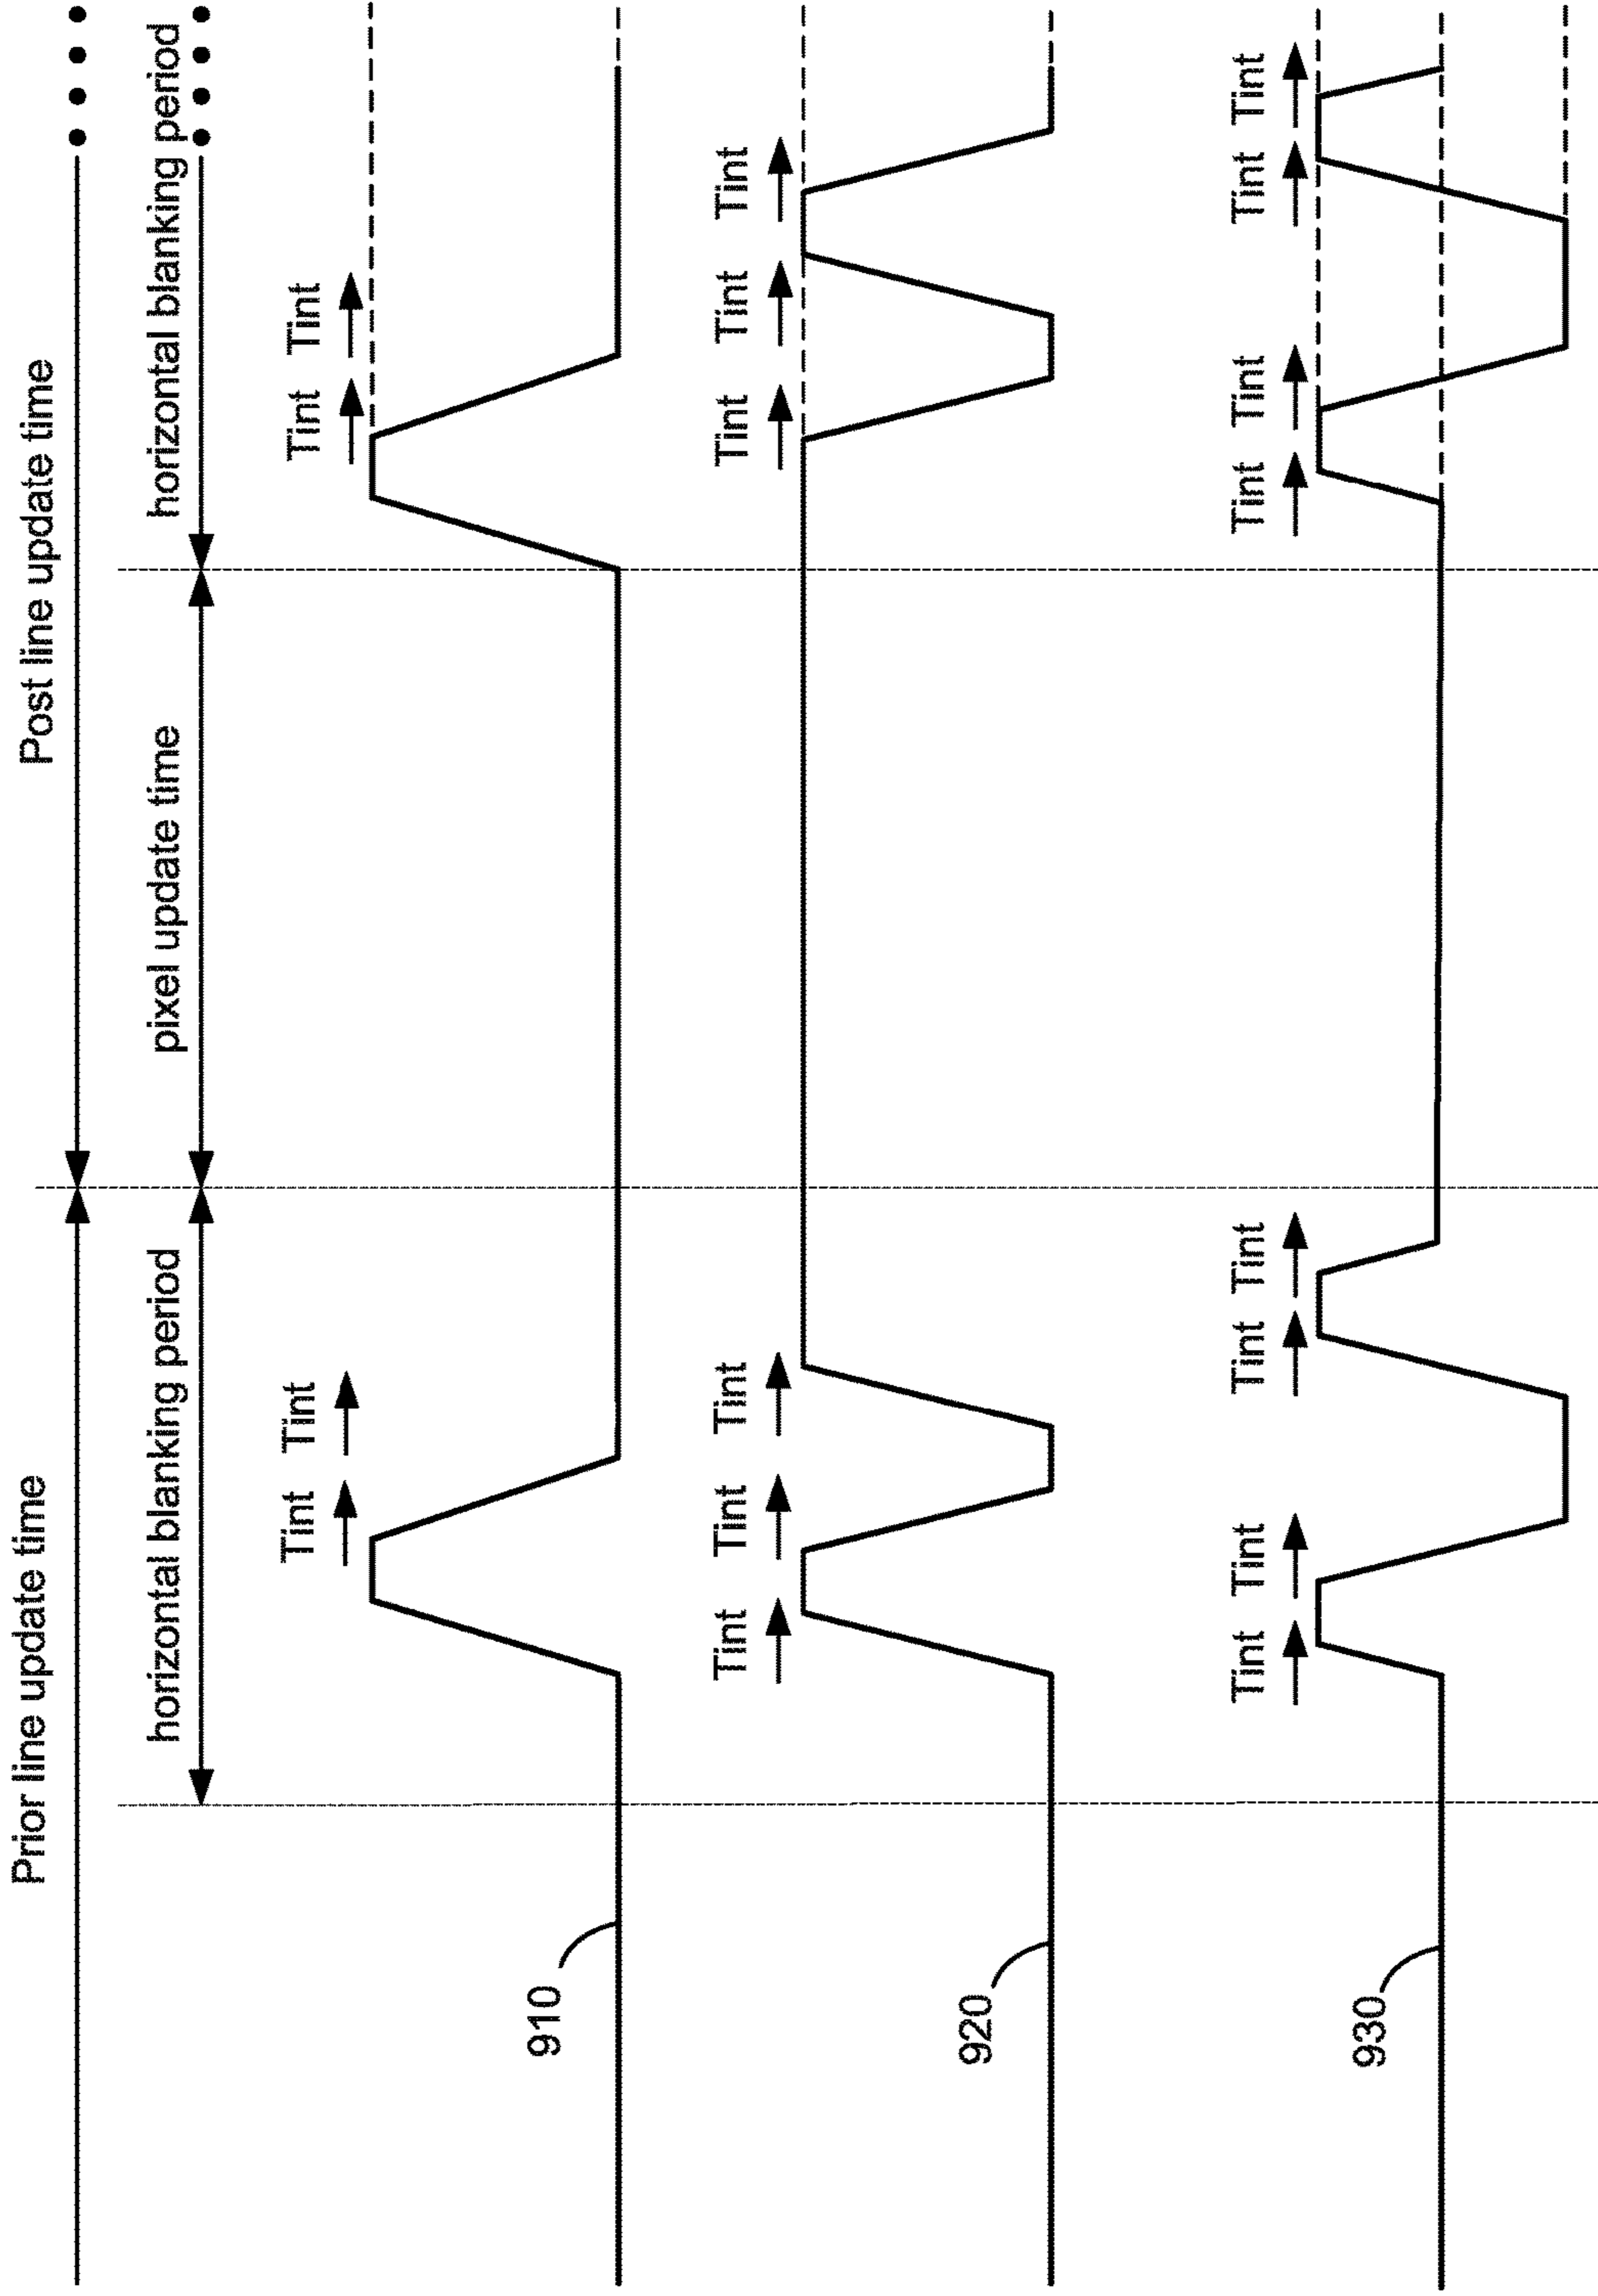 Prior line update time
Post line update time
horizontal blanking period
pixel update time
horizontal blanking period
Tint
Tint
Tint
Tint
910
Tint
Tint
Tint
Tint
Tint
Tint
920
Tint
Tint
Tint
Tint
Tint
Tint
Tint
Tint
930